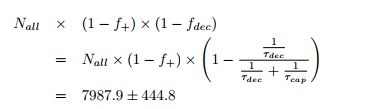 N_all × (1 − f_+) × (1 − f_dec)
= N_all × (1 − f_+) × (1 − (1/τ_dec)/(1/τ_dec + 1/τ_cap))
= 7987.9 ± 444.8